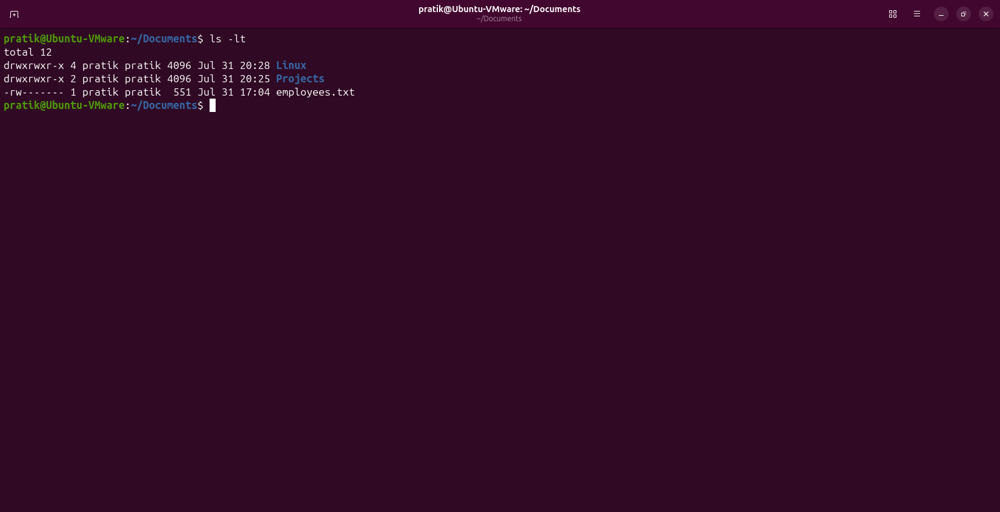 pratik@Ubuntu-VMware: ~/Documents
~/Documents
pratik@Ubuntu-VMware:~/Documents$ ls -lt
total 12
drwxrwxr-x 4 pratik pratik 4096 Jul 31 20:28 Linux
drwxrwxr-x 2 pratik pratik 4096 Jul 31 20:25 Projects
-rw------- 1 pratik pratik  551 Jul 31 17:04 employees.txt
pratik@Ubuntu-VMware:~/Documents$